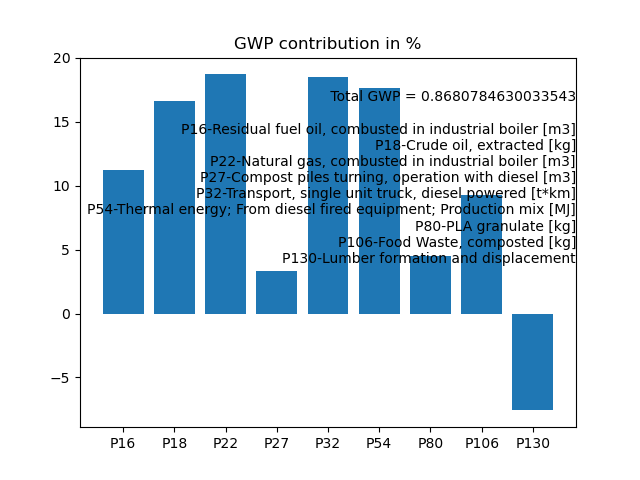 GWP contribution in %
20
15
10
5
0
−5
Total GWP = 0.8680784630033543
P16-Residual fuel oil, combusted in industrial boiler [m3]
P18-Crude oil, extracted [kg]
P22-Natural gas, combusted in industrial boiler [m3]
P27-Compost piles turning, operation with diesel [m3]
P32-Transport, single unit truck, diesel powered [t*km]
P54-Thermal energy; From diesel fired equipment; Production mix [MJ]
P80-PLA granulate [kg]
P106-Food Waste, composted [kg]
P130-Lumber formation and displacement
P16 P18 P22 P27 P32 P54 P80 P106 P130